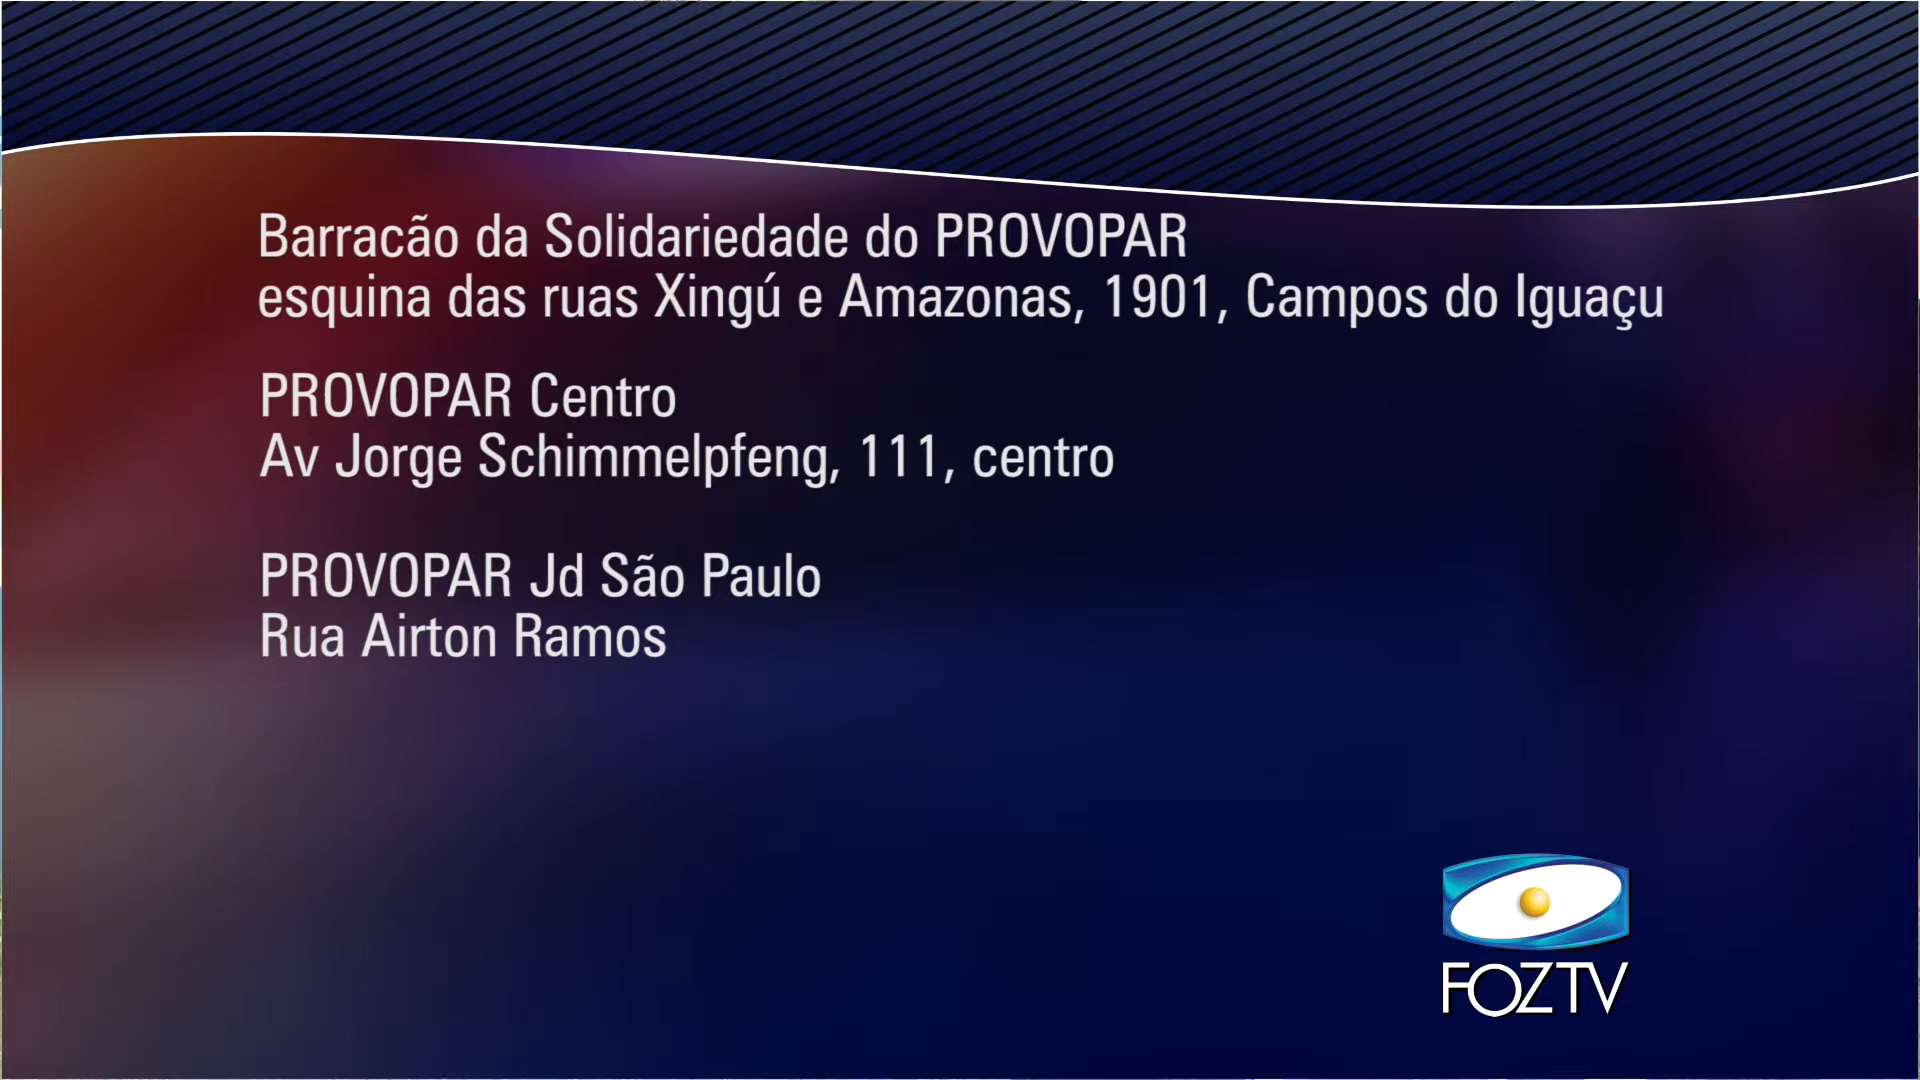 Barracão da Solidariedade do PROVOPAR
esquina das ruas Xingú e Amazonas, 1901, Campos do Iguaçu
PROVOPAR Centro
Av Jorge Schimmelpfeng, 111, centro
PROVOPAR Jd São Paulo
Rua Airton Ramos
FOZTV